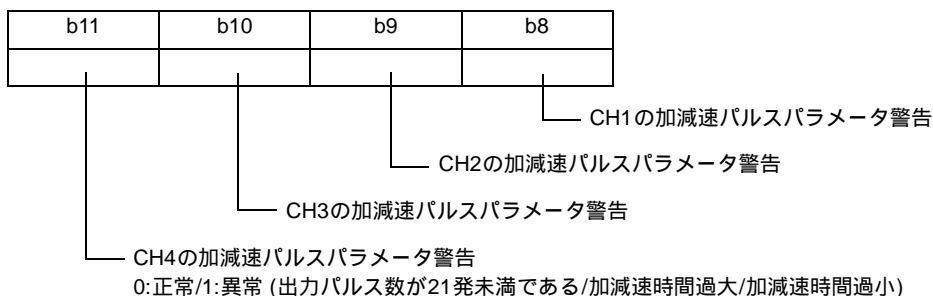 b11 b10 b9 b8
CH1の加減速パルスパラメータ警告
CH2の加減速パルスパラメータ警告
CH3の加減速パルスパラメータ警告
CH4の加減速パルスパラメータ警告
0:正常/1:異常 (出力パルス数が21発未満である/加減速時間過大/加減速時間過小)